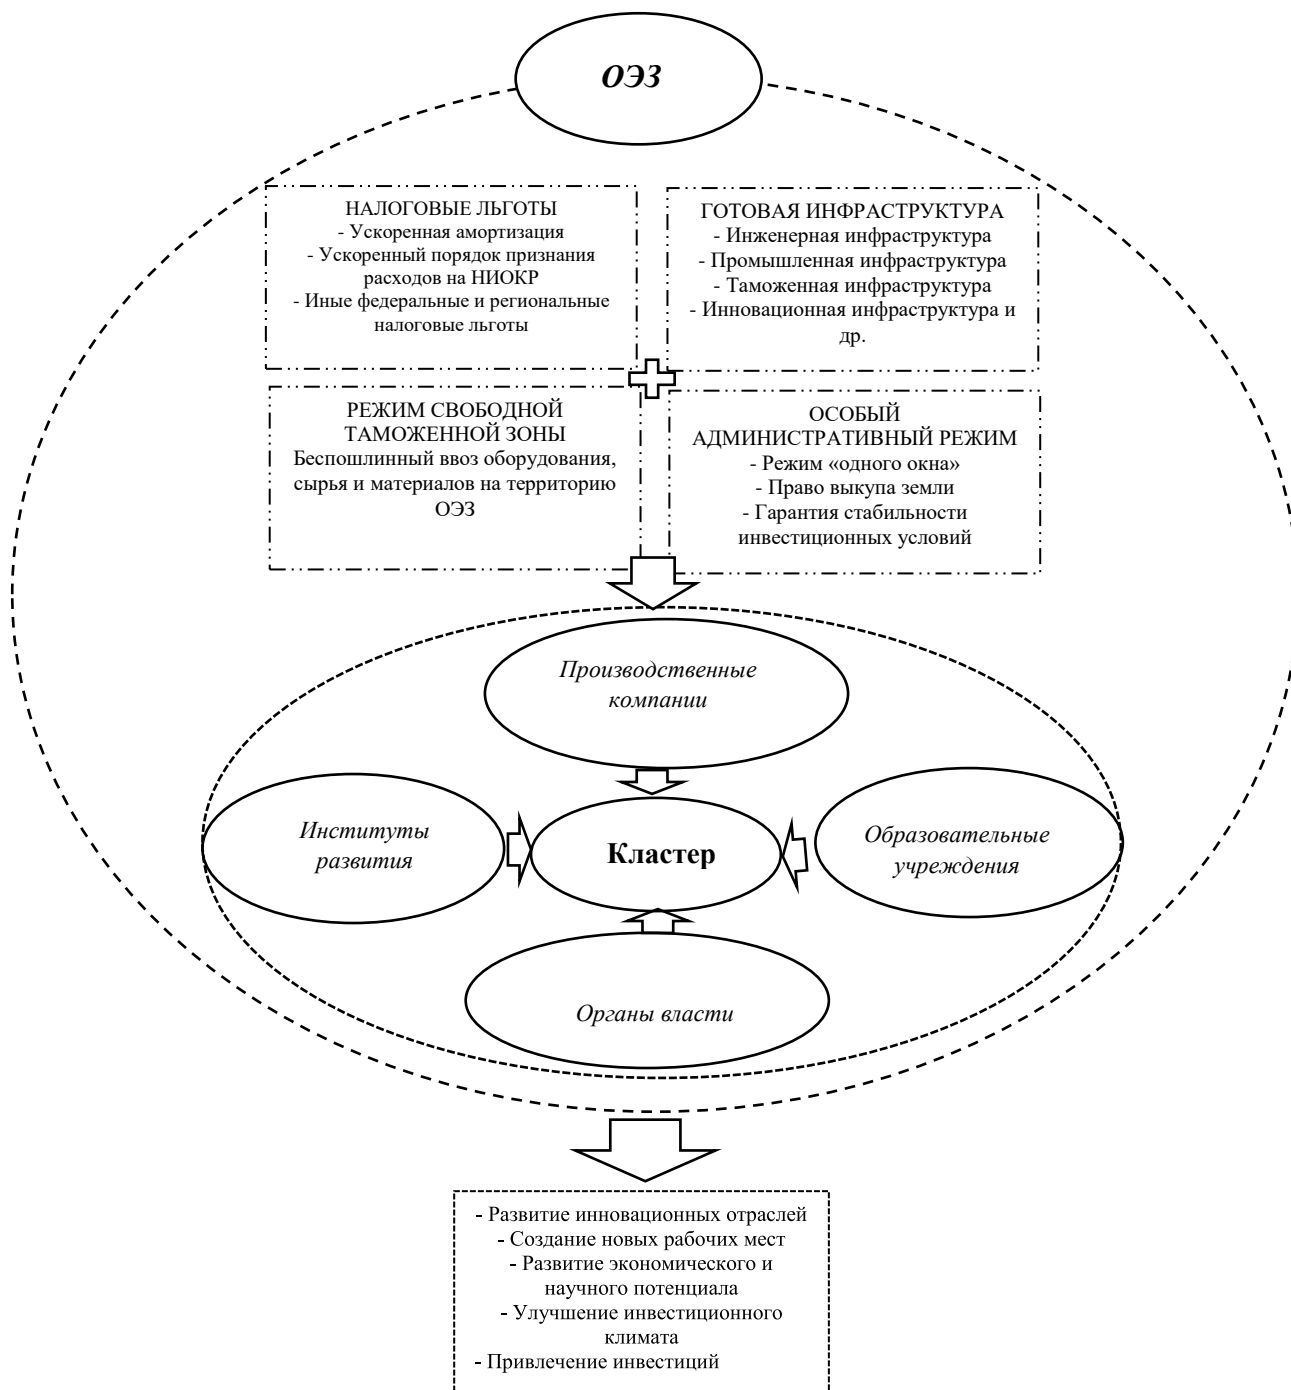 ОЭЗ
НАЛОГОВЫЕ ЛЬГОТЫ
- Ускоренная амортизация
- Ускоренный порядок признания
расходов на НИОКР
- Иные федеральные и региональные
налоговые льготы
ГОТОВАЯ ИНФРАСТРУКТУРА
- Инженерная инфраструктура
- Промышленная инфраструктура
- Таможенная инфраструктура
- Инновационная инфраструктура и
др.
РЕЖИМ СВОБОДНОЙ
ТАМОЖЕННОЙ ЗОНЫ
Беспошлинный ввоз оборудования,
сырья и материалов на территорию
ОЭЗ
ОСОБЫЙ
АДМИНИСТРАТИВНЫЙ РЕЖИМ
- Режим «одного окна»
- Право выкупа земли
- Гарантия стабильности
инвестиционных условий
Производственные
компании
Институты
развития
Кластер
Образовательные
учреждения
Органы власти
- Развитие инновационных отраслей
- Создание новых рабочих мест
- Развитие экономического и
научного потенциала
- Улучшение инвестиционного
климата
- Привлечение инвестиций